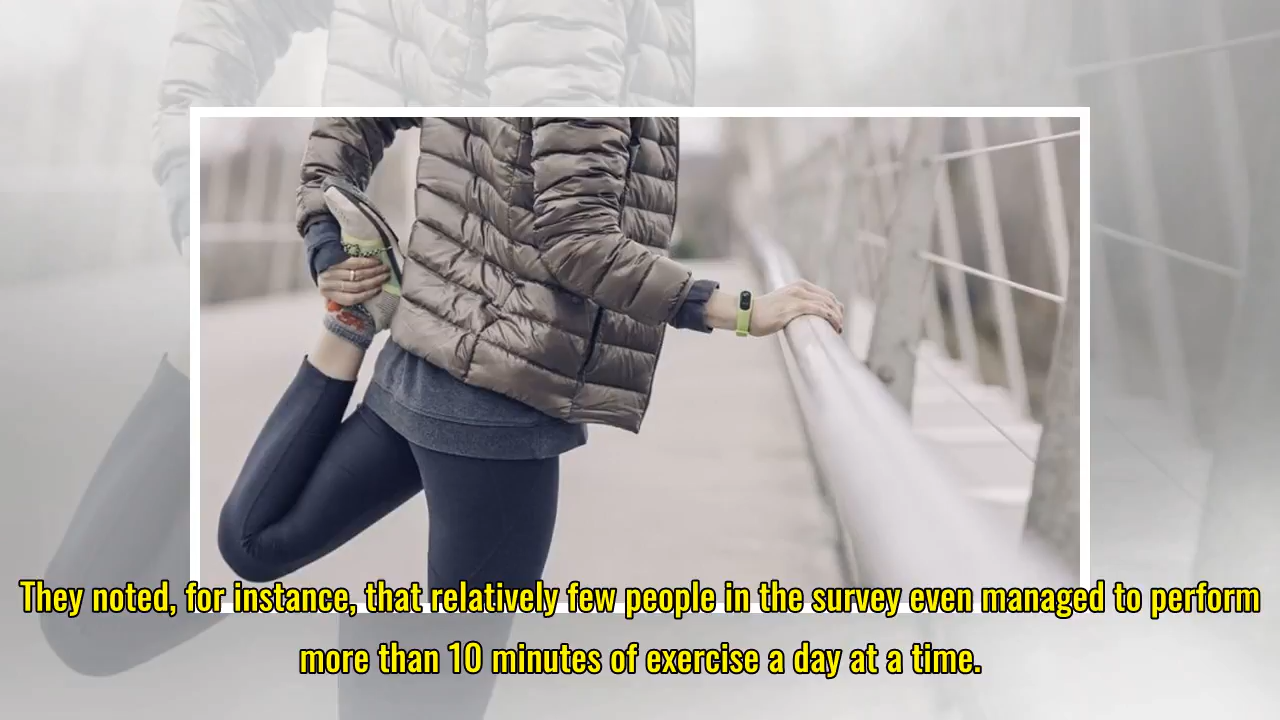 They noted, for instance, that relatively few people in the survey even managed to perform
more than 10 minutes of exercise a day at a time.